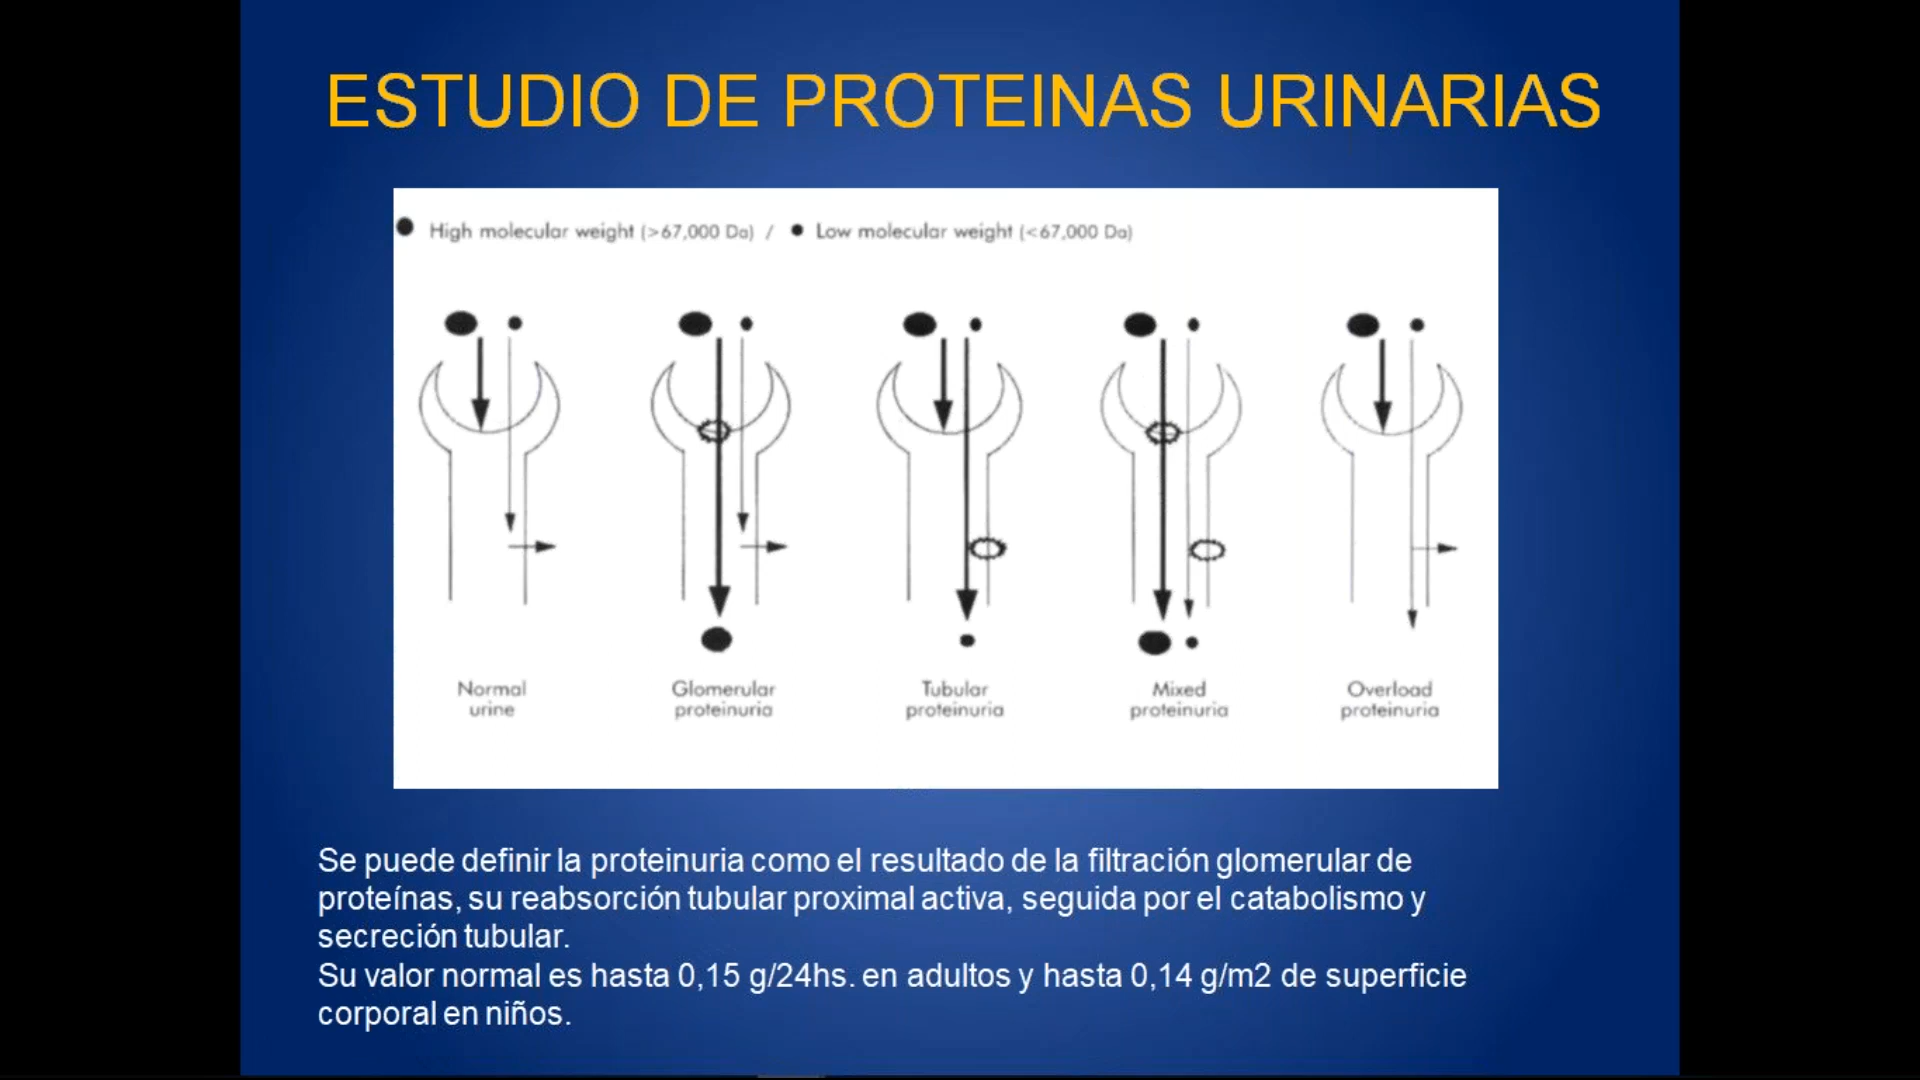 ESTUDIO DE PROTEINAS URINARIAS
High molecular weight (>67,000 Da) / Low molecular weight (<67,000 Da)
Normal urine
Glomerular proteinuria
Tubular proteinuria
Mixed proteinuria
Overload proteinuria
Se puede definir la proteinuria como el resultado de la filtración glomerular de
proteínas, su reabsorción tubular proximal activa, seguida por el catabolismo y
secreción tubular.
Su valor normal es hasta 0,15 g/24hs. en adultos y hasta 0,14 g/m2 de superficie
corporal en niños.